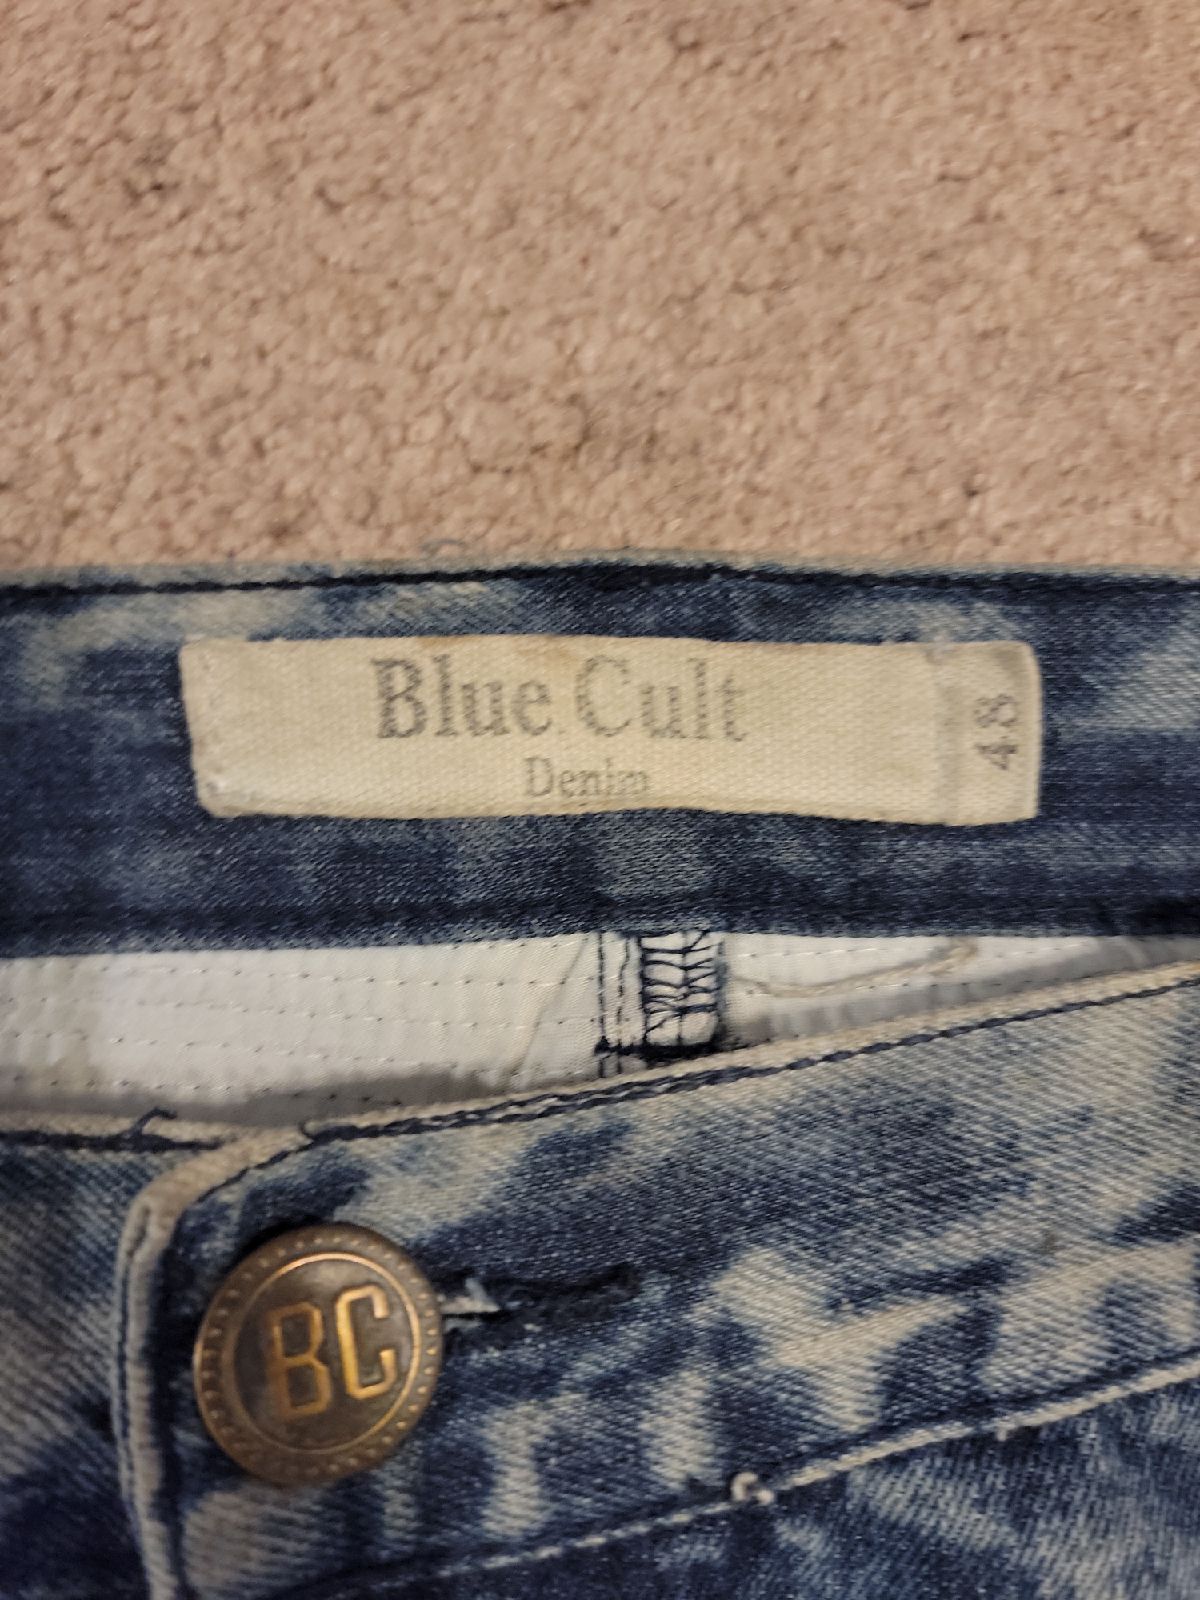 Blue Cult
Denim
48
BC